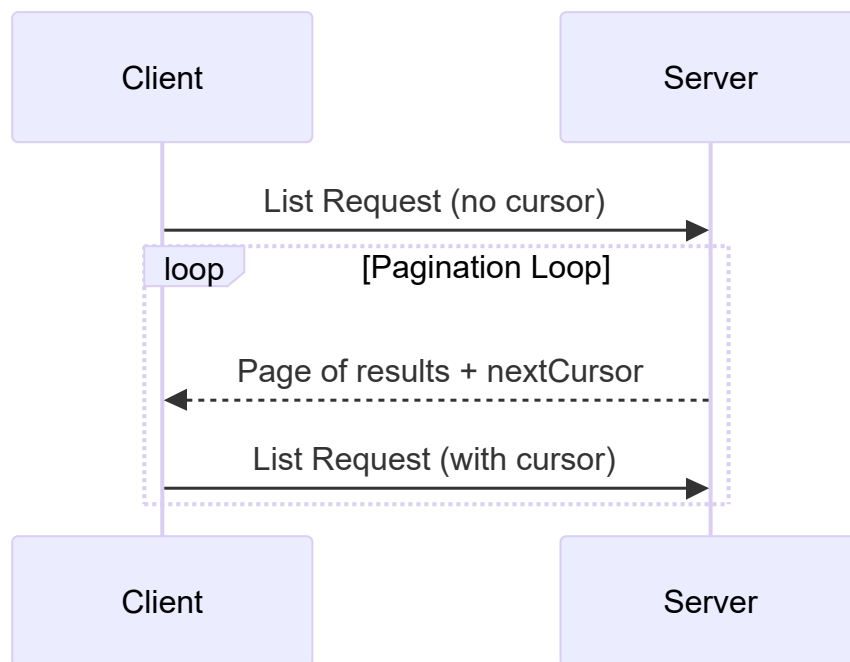 Client
Server
List Request (no cursor)
loop
[Pagination Loop]
Page of results + nextCursor
List Request (with cursor)
Client
Server